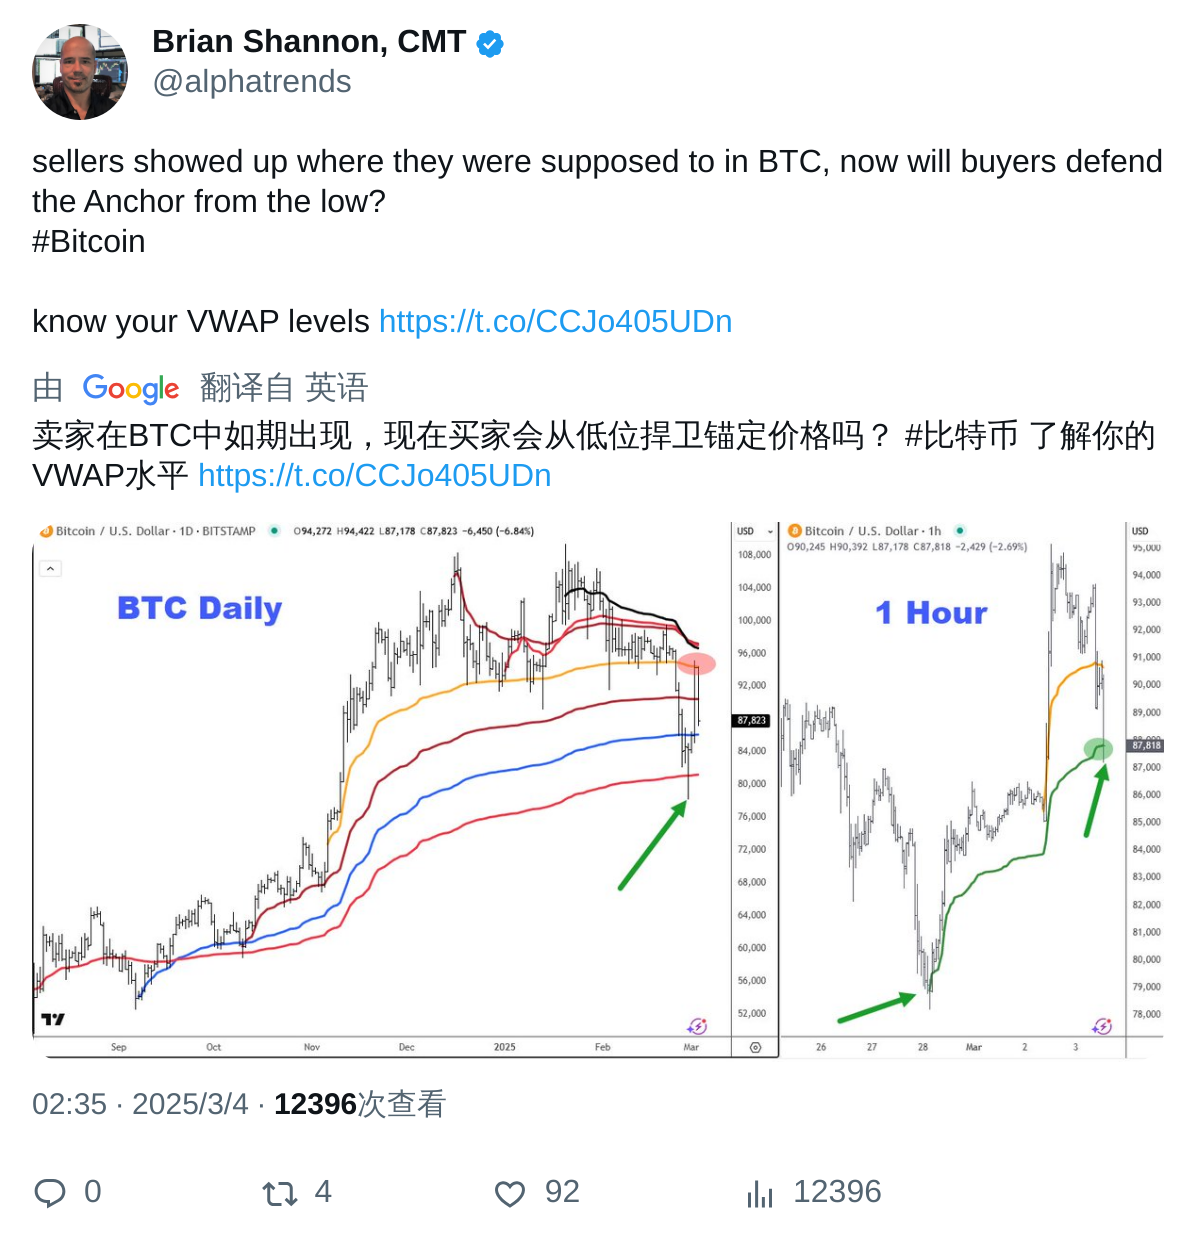 Brian Shannon, CMT
@alphatrends
sellers showed up where they were supposed to in BTC, now will buyers defend
the Anchor from the low?
#Bitcoin
know your VWAP levels https://t.co/CCJo405UDn
由 Google 翻译自 英语
卖家在BTC中如期出现，现在买家会从低位捍卫锚定价格吗？ #比特币 了解你的
VWAP水平 https://t.co/CCJo405UDn
Bitcoin / U.S. Dollar · 1D · BITSTAMP O94,272 H94,422 L87,178 C87,823 −6,450 (−6.84%)
USD
BTC Daily
108,000
104,000
100,000
96,000
92,000
87,823
84,000
80,000
76,000
72,000
68,000
64,000
60,000
56,000
52,000
Sep Oct Nov Dec 2025 Feb Mar
Bitcoin / U.S. Dollar · 1h
O90,245 H90,392 L87,178 C87,818 −2,429 (−2.69%)
USD
1 Hour
95,000
94,000
93,000
92,000
91,000
90,000
89,000
88,000
87,818
87,000
86,000
85,000
84,000
83,000
82,000
81,000
80,000
79,000
78,000
26 27 28 Mar 2 3
02:35 · 2025/3/4 · 12396次查看
0 4 92 12396